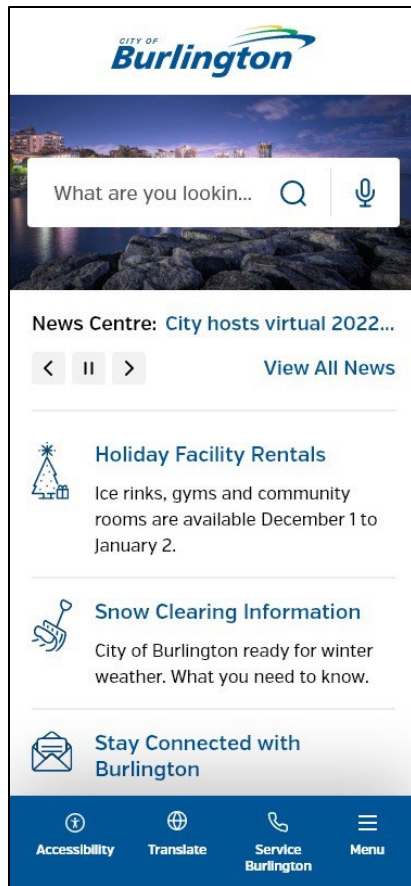 CITY OF
Burlington
What are you lookin...
News Centre: City hosts virtual 2022...
View All News
Holiday Facility Rentals
Ice rinks, gyms and community
rooms are available December 1 to
January 2.
Snow Clearing Information
City of Burlington ready for winter
weather. What you need to know.
Stay Connected with
Burlington
Accessibility
Translate
Service
Burlington
Menu